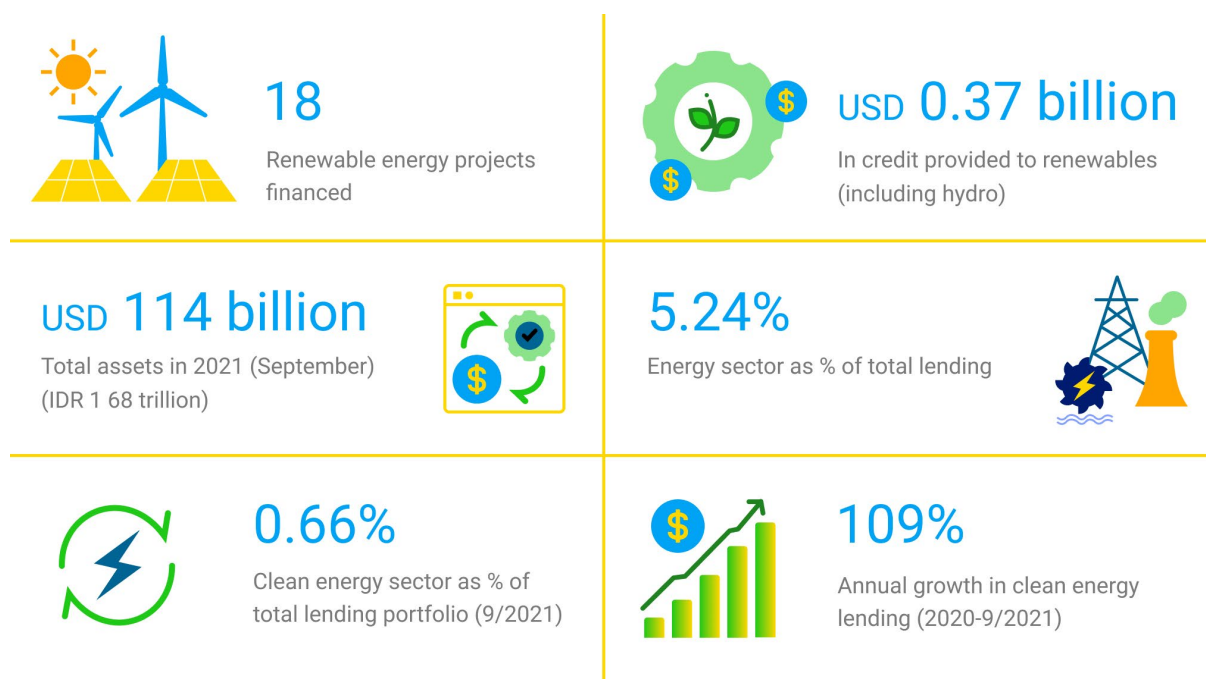 18
Renewable energy projects
financed
USD 0.37 billion
In credit provided to renewables
(including hydro)
USD 114 billion
Total assets in 2021 (September)
(IDR 1 68 trillion)
5.24%
Energy sector as % of total lending
0.66%
Clean energy sector as % of
total lending portfolio (9/2021)
109%
Annual growth in clean energy
lending (2020-9/2021)